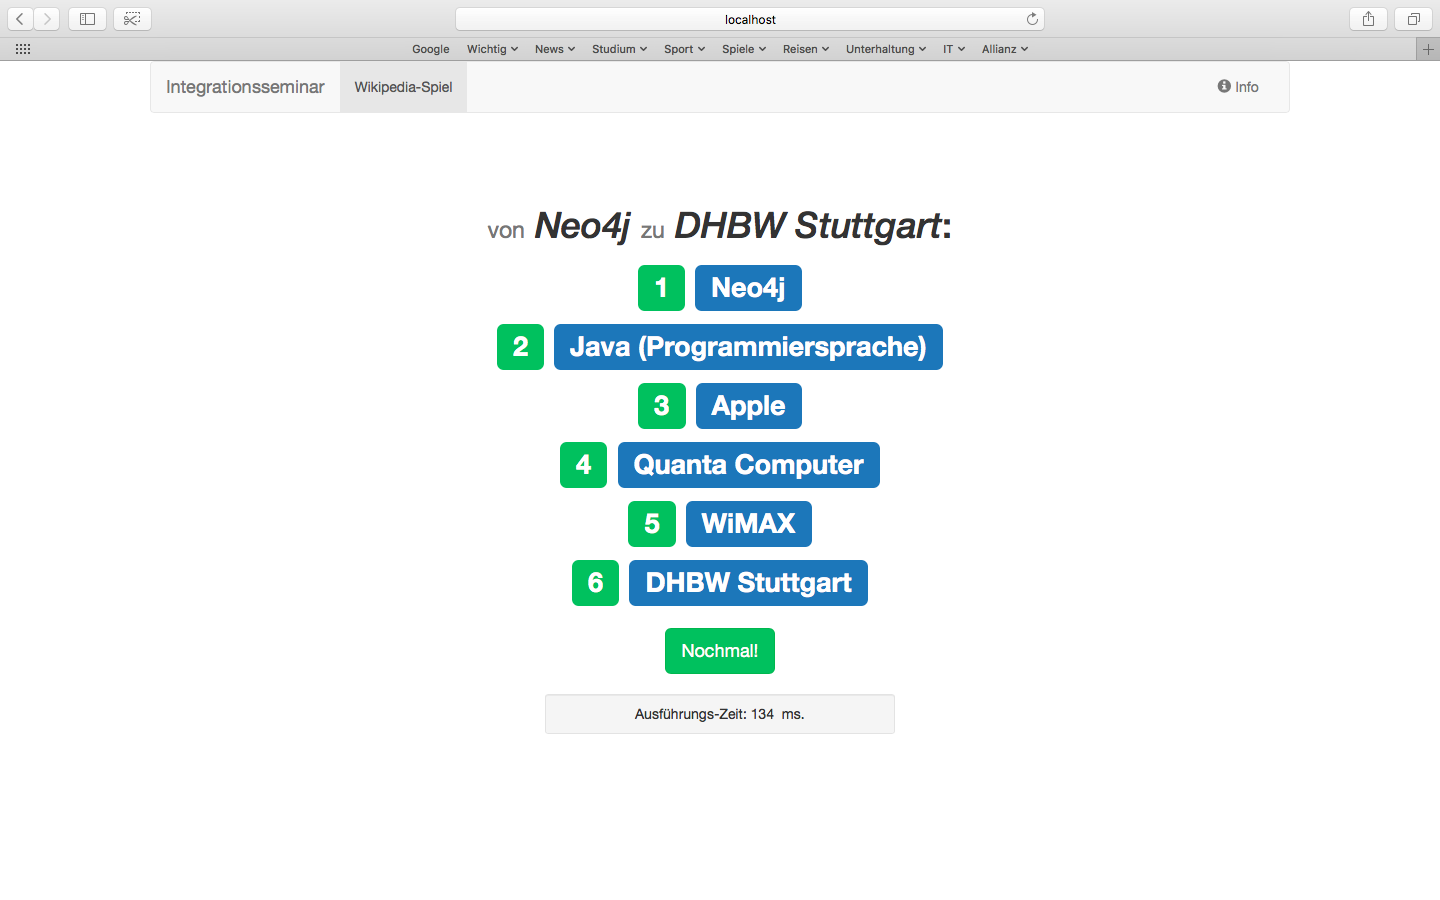 localhost
Google Wichtig News Studium Sport Spiele Reisen Unterhaltung IT Allianz
Integrationsseminar Wikipedia-Spiel Info
von Neo4j zu DHBW Stuttgart:
1 Neo4j
2 Java (Programmiersprache)
3 Apple
4 Quanta Computer
5 WiMAX
6 DHBW Stuttgart
Nochmal!
Ausführungs-Zeit: 134 ms.